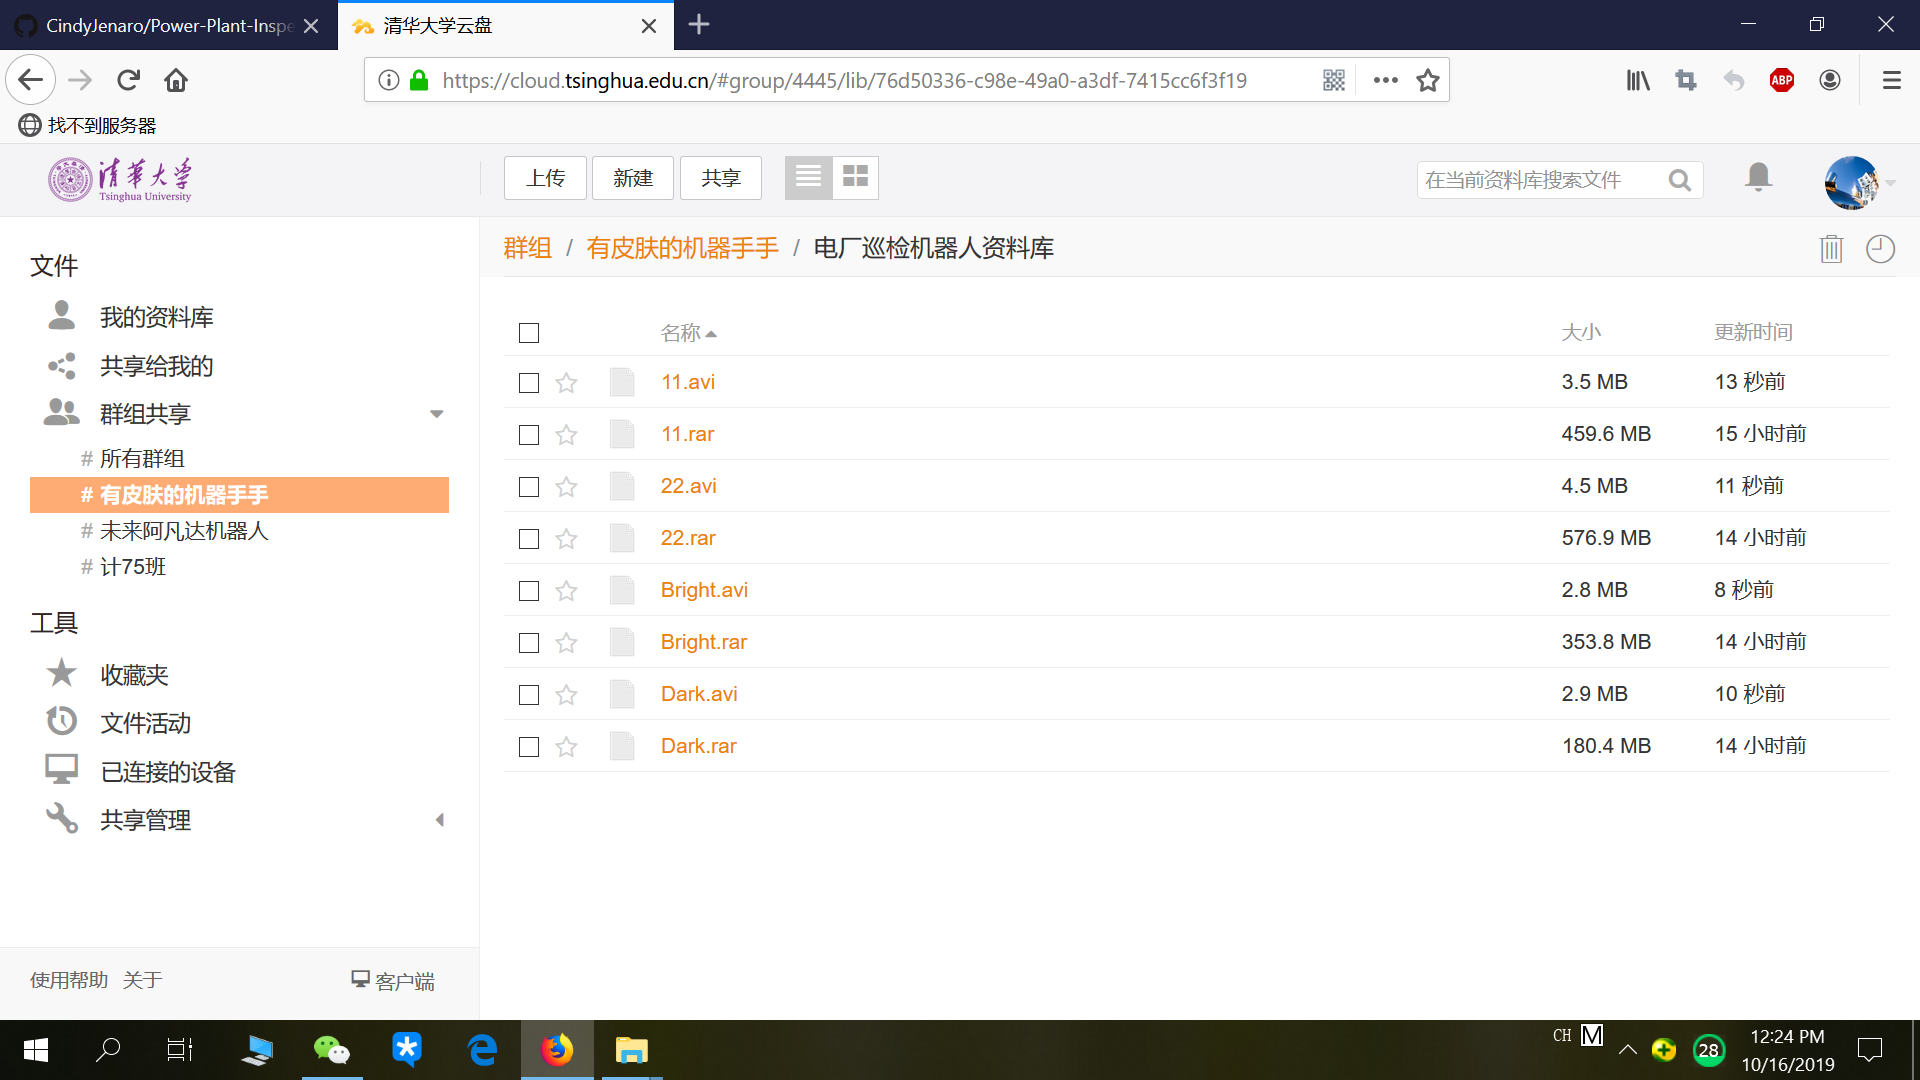 CindyJenaro/Power-Plant-Inspe
清华大学云盘
https://cloud.tsinghua.edu.cn/#group/4445/lib/76d50336-c98e-49a0-a3df-7415cc6f3f19
ABP
找不到服务器
清華大学
Tsinghua University
上传 新建 共享
在当前资料库搜索文件
群组 / 有皮肤的机器手手 / 电厂巡检机器人资料库
文件
我的资料库
共享给我的
群组共享
# 所有群组
# 有皮肤的机器手手
# 未来阿凡达机器人
# 计75班
工具
收藏夹
文件活动
已连接的设备
共享管理
使用帮助 关于 客户端
名称 大小 更新时间
11.avi 3.5 MB 13 秒前
11.rar 459.6 MB 15 小时前
22.avi 4.5 MB 11 秒前
22.rar 576.9 MB 14 小时前
Bright.avi 2.8 MB 8 秒前
Bright.rar 353.8 MB 14 小时前
Dark.avi 2.9 MB 10 秒前
Dark.rar 180.4 MB 14 小时前
CH M
28
12:24 PM
10/16/2019